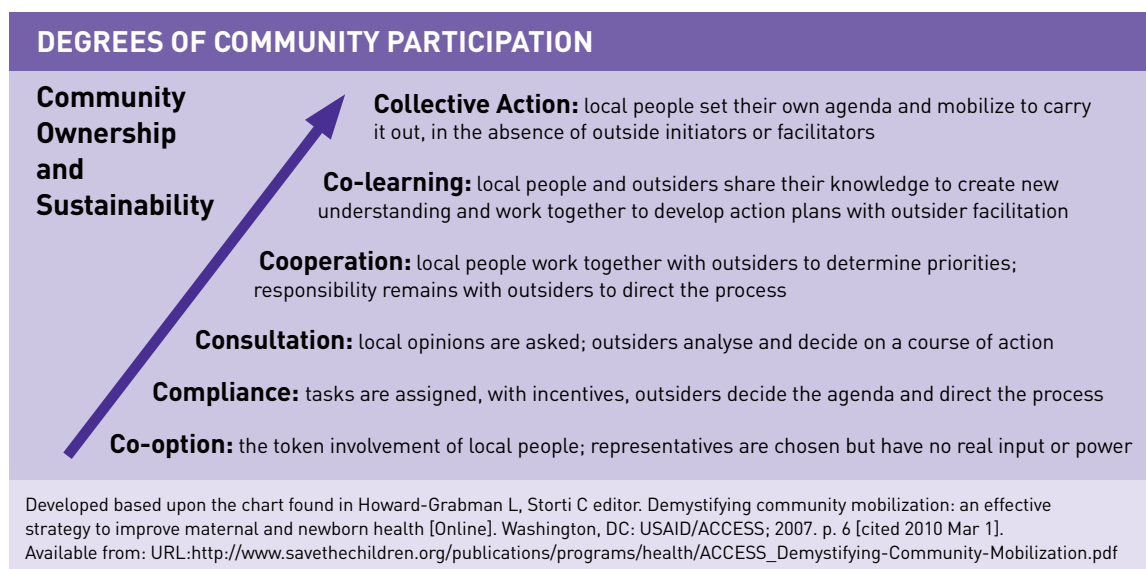 DEGREES OF COMMUNITY PARTICIPATION
Community
Ownership
and
Sustainability
Collective Action: local people set their own agenda and mobilize to carry
it out, in the absence of outside initiators or facilitators
Co-learning: local people and outsiders share their knowledge to create new
understanding and work together to develop action plans with outsider facilitation
Cooperation: local people work together with outsiders to determine priorities;
responsibility remains with outsiders to direct the process
Consultation: local opinions are asked; outsiders analyse and decide on a course of action
Compliance: tasks are assigned, with incentives, outsiders decide the agenda and direct the process
Co-option: the token involvement of local people; representatives are chosen but have no real input or power
Developed based upon the chart found in Howard-Grabman L, Storti C editor. Demystifying community mobilization: an effective
strategy to improve maternal and newborn health [Online]. Washington, DC: USAID/ACCESS; 2007. p. 6 [cited 2010 Mar 1].
Available from: URL:http://www.savethechildren.org/publications/programs/health/ACCESS_Demystifying-Community-Mobilization.pdf